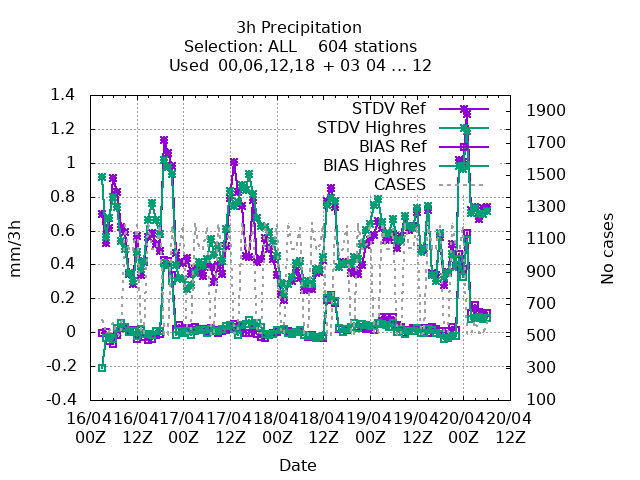 3h Precipitation
Selection: ALL 604 stations
Used 00,06,12,18 + 03 04 ... 12
STDV Ref
STDV Highres
BIAS Ref
BIAS Highres
CASES
1.4
1.2
1
0.8
0.6
0.4
0.2
0
-0.2
-0.4
mm/3h
1900
1700
1500
1300
1100
900
700
500
300
100
No cases
16/04 16/04 17/04 17/04 18/04 18/04 19/04 19/04 20/04 20/04
00Z 12Z 00Z 12Z 00Z 12Z 00Z 12Z 00Z 12Z
Date